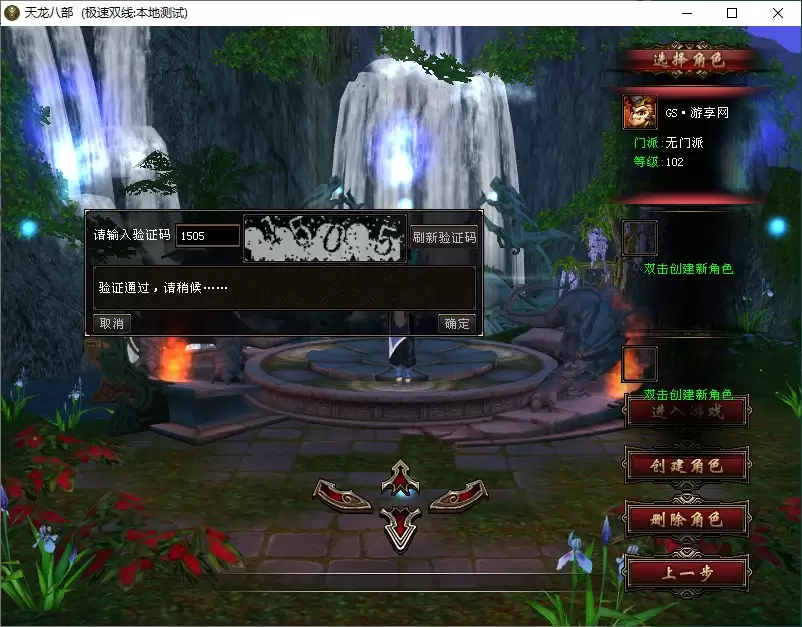 天龙八部 (极速双线:本地测试)
选择角色
GS·游享网
门派:无门派
等级:102
请输入验证码 1505 1505 刷新验证码
双击创建新角色
验证通过，请稍候……
取消 确定
双击创建新角色
进入游戏
创建角色
删除角色
上一步